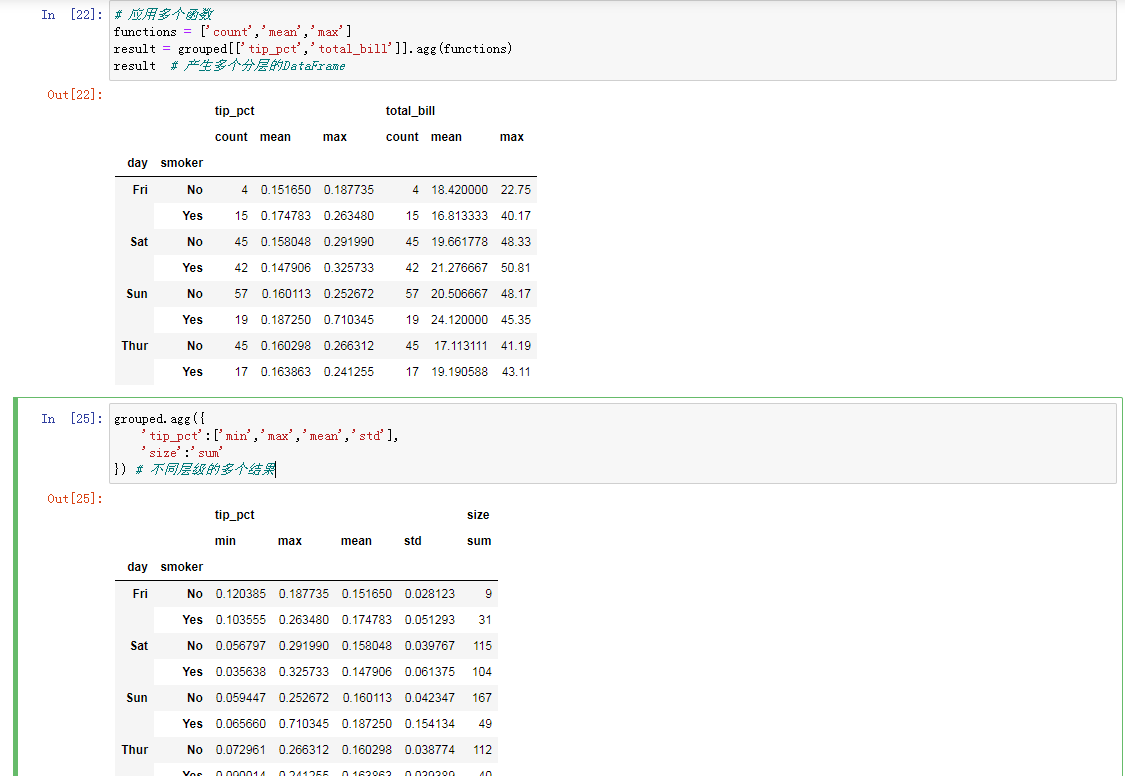 In [22]: # 应用多个函数
functions = ['count','mean','max']
result = grouped[['tip_pct','total_bill']].agg(functions)
result # 产生多个分层的DataFrame
Out[22]:
tip_pct total_bill
count mean max count mean max
day smoker
Fri No 4 0.151650 0.187735 4 18.420000 22.75
Yes 15 0.174783 0.263480 15 16.813333 40.17
Sat No 45 0.158048 0.291990 45 19.661778 48.33
Yes 42 0.147906 0.325733 42 21.276667 50.81
Sun No 57 0.160113 0.252672 57 20.506667 48.17
Yes 19 0.187250 0.710345 19 24.120000 45.35
Thur No 45 0.160298 0.266312 45 17.113111 41.19
Yes 17 0.163863 0.241255 17 19.190588 43.11
In [25]: grouped.agg({
'tip_pct':['min','max','mean','std'],
'size':'sum'
}) # 不同层级的多个结果
Out[25]:
tip_pct size
min max mean std sum
day smoker
Fri No 0.120385 0.187735 0.151650 0.028123 9
Yes 0.103555 0.263480 0.174783 0.051293 31
Sat No 0.056797 0.291990 0.158048 0.039767 115
Yes 0.035638 0.325733 0.147906 0.061375 104
Sun No 0.059447 0.252672 0.160113 0.042347 167
Yes 0.065660 0.710345 0.187250 0.154134 49
Thur No 0.072961 0.266312 0.160298 0.038774 112
Yes 0.090014 0.241255 0.163863 0.039389 40